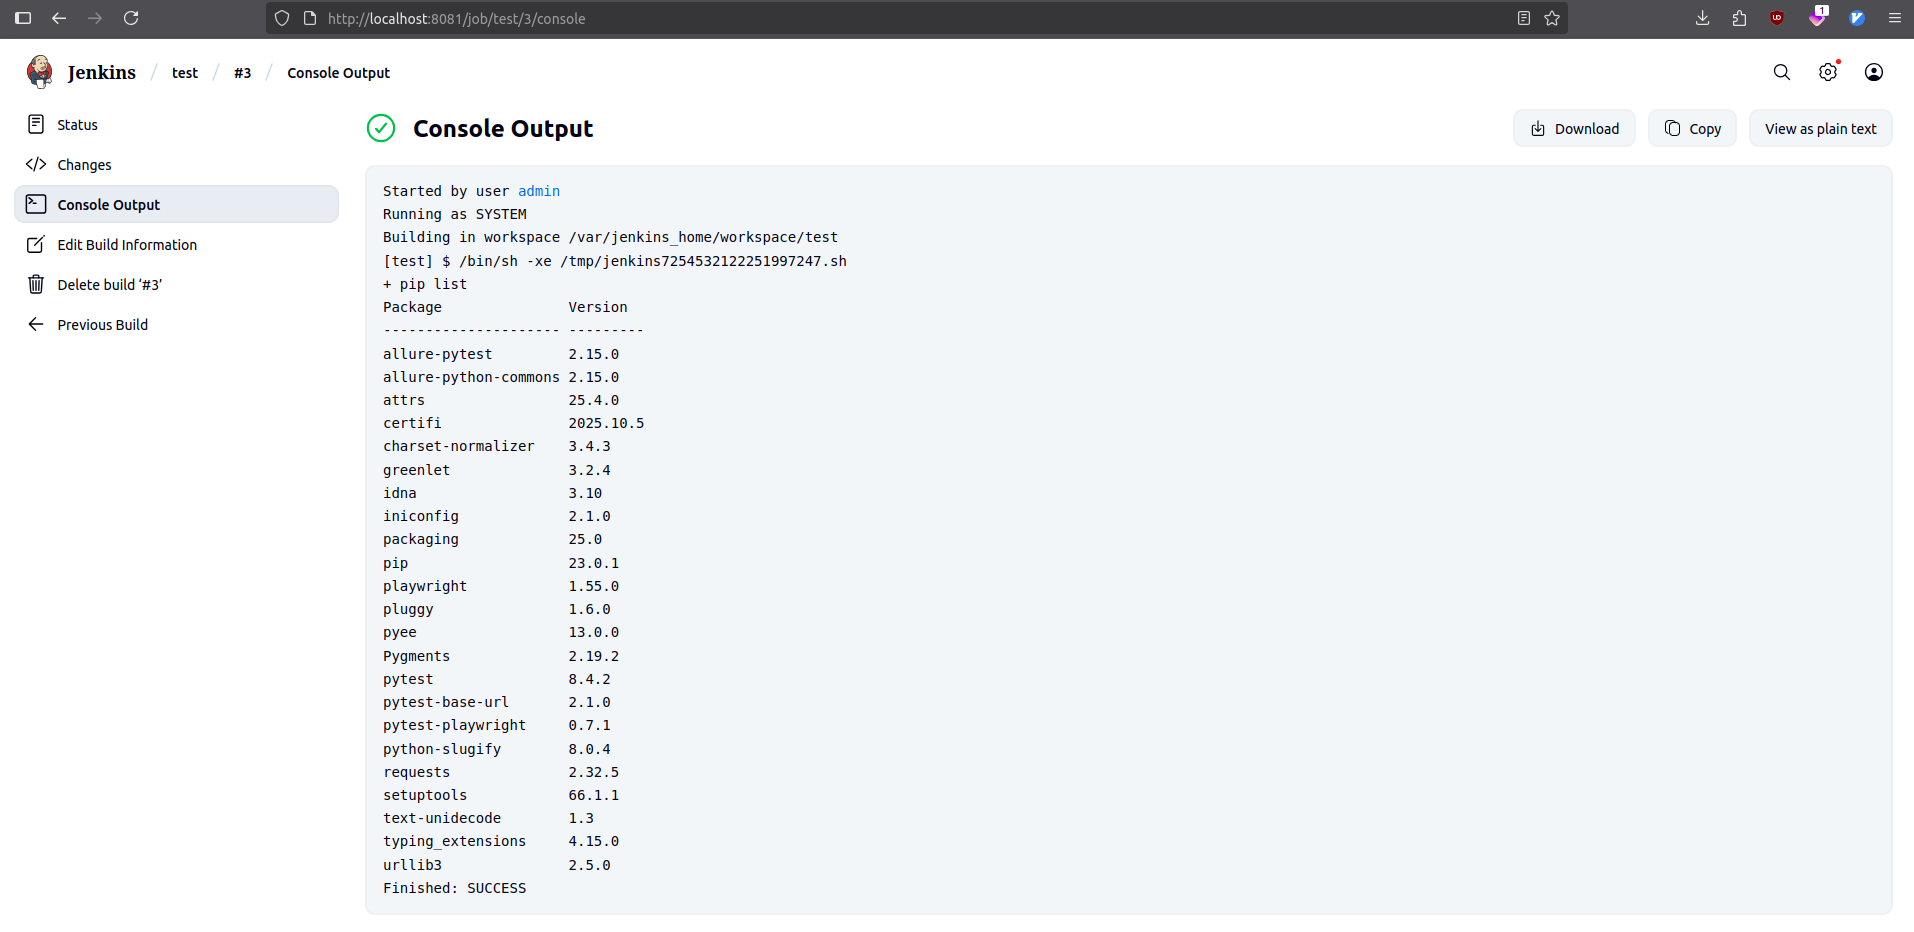 http://localhost:8081/job/test/3/console
1
Jenkins / test / #3 / Console Output
Status
Changes
Console Output
Edit Build Information
Delete build ‘#3’
Previous Build
Console Output
Download
Copy
View as plain text
Started by user admin
Running as SYSTEM
Building in workspace /var/jenkins_home/workspace/test
[test] $ /bin/sh -xe /tmp/jenkins7254532122251997247.sh
+ pip list
Package               Version
--------------------- ---------
allure-pytest         2.15.0
allure-python-commons 2.15.0
attrs                 25.4.0
certifi               2025.10.5
charset-normalizer    3.4.3
greenlet              3.2.4
idna                  3.10
iniconfig             2.1.0
packaging             25.0
pip                   23.0.1
playwright            1.55.0
pluggy                1.6.0
pyee                  13.0.0
Pygments              2.19.2
pytest                8.4.2
pytest-base-url       2.1.0
pytest-playwright     0.7.1
python-slugify        8.0.4
requests              2.32.5
setuptools            66.1.1
text-unidecode        1.3
typing_extensions     4.15.0
urllib3               2.5.0
Finished: SUCCESS